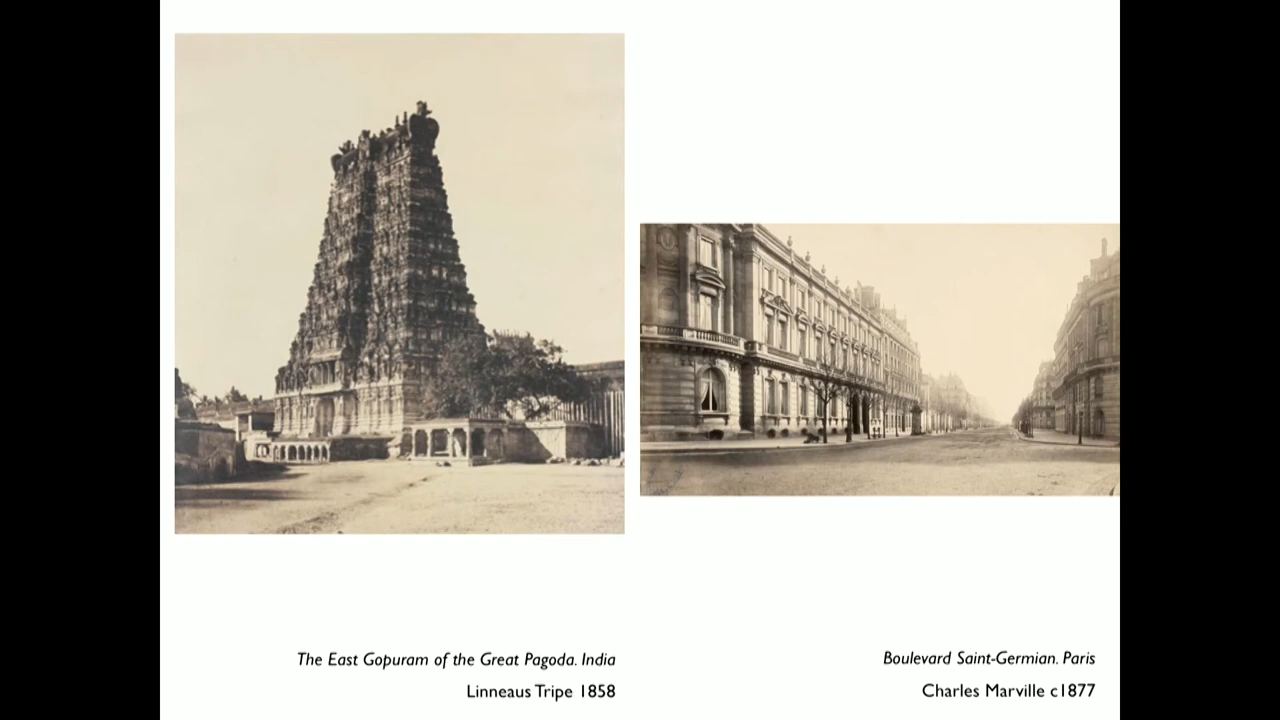 The East Gopuram of the Great Pagoda. India
Linneaus Tripe 1858
Boulevard Saint-Germian. Paris
Charles Marville c1877